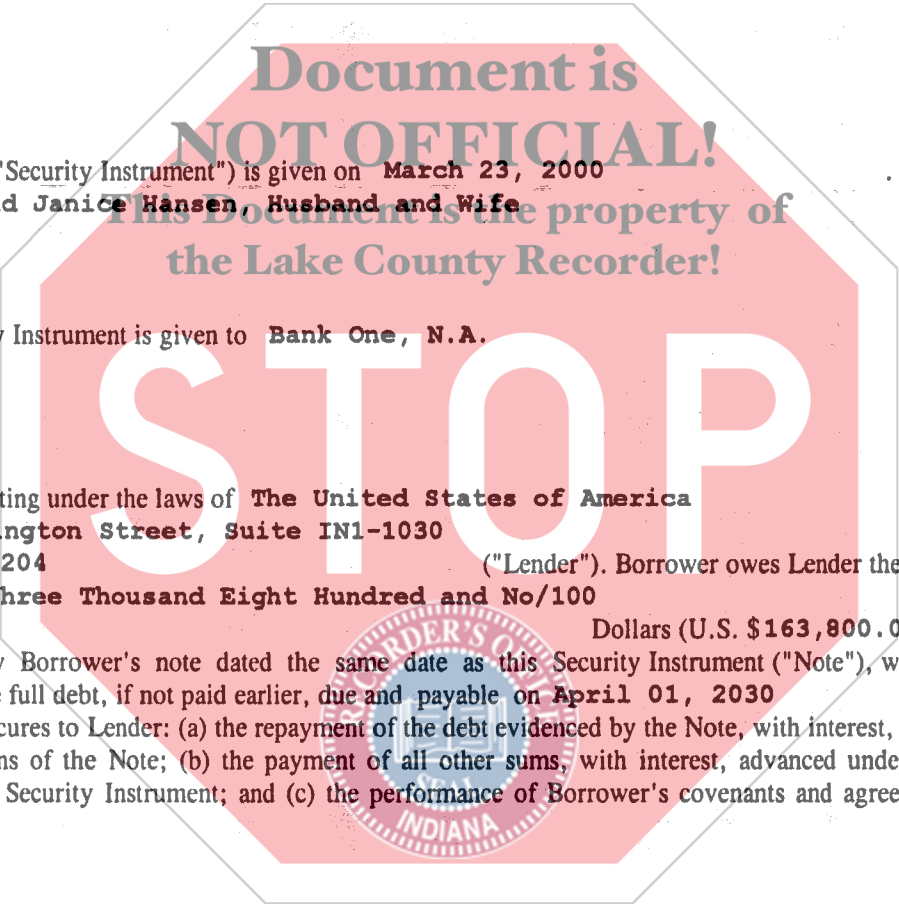 Document is
NOT OFFICIAL!
"Security Instrument") is given on March 23, 2000
d Janice Hansen, Husband and Wife
This Document is the property of
the Lake County Recorder!
Instrument is given to Bank One, N.A.
STOP
ting under the laws of The United States of America
ngton Street, Suite IN1-1030
204 ("Lender"). Borrower owes Lender the
hree Thousand Eight Hundred and No/100
Dollars (U.S. $163,800.0
Borrower's note dated the same date as this Security Instrument ("Note"), w
full debt, if not paid earlier, due and payable on April 01, 2030
cures to Lender: (a) the repayment of the debt evidenced by the Note, with interest,
ns of the Note; (b) the payment of all other sums, with interest, advanced unde
Security Instrument; and (c) the performance of Borrower's covenants and agree
RECORDER'S OFFI
SEAL
INDIANA